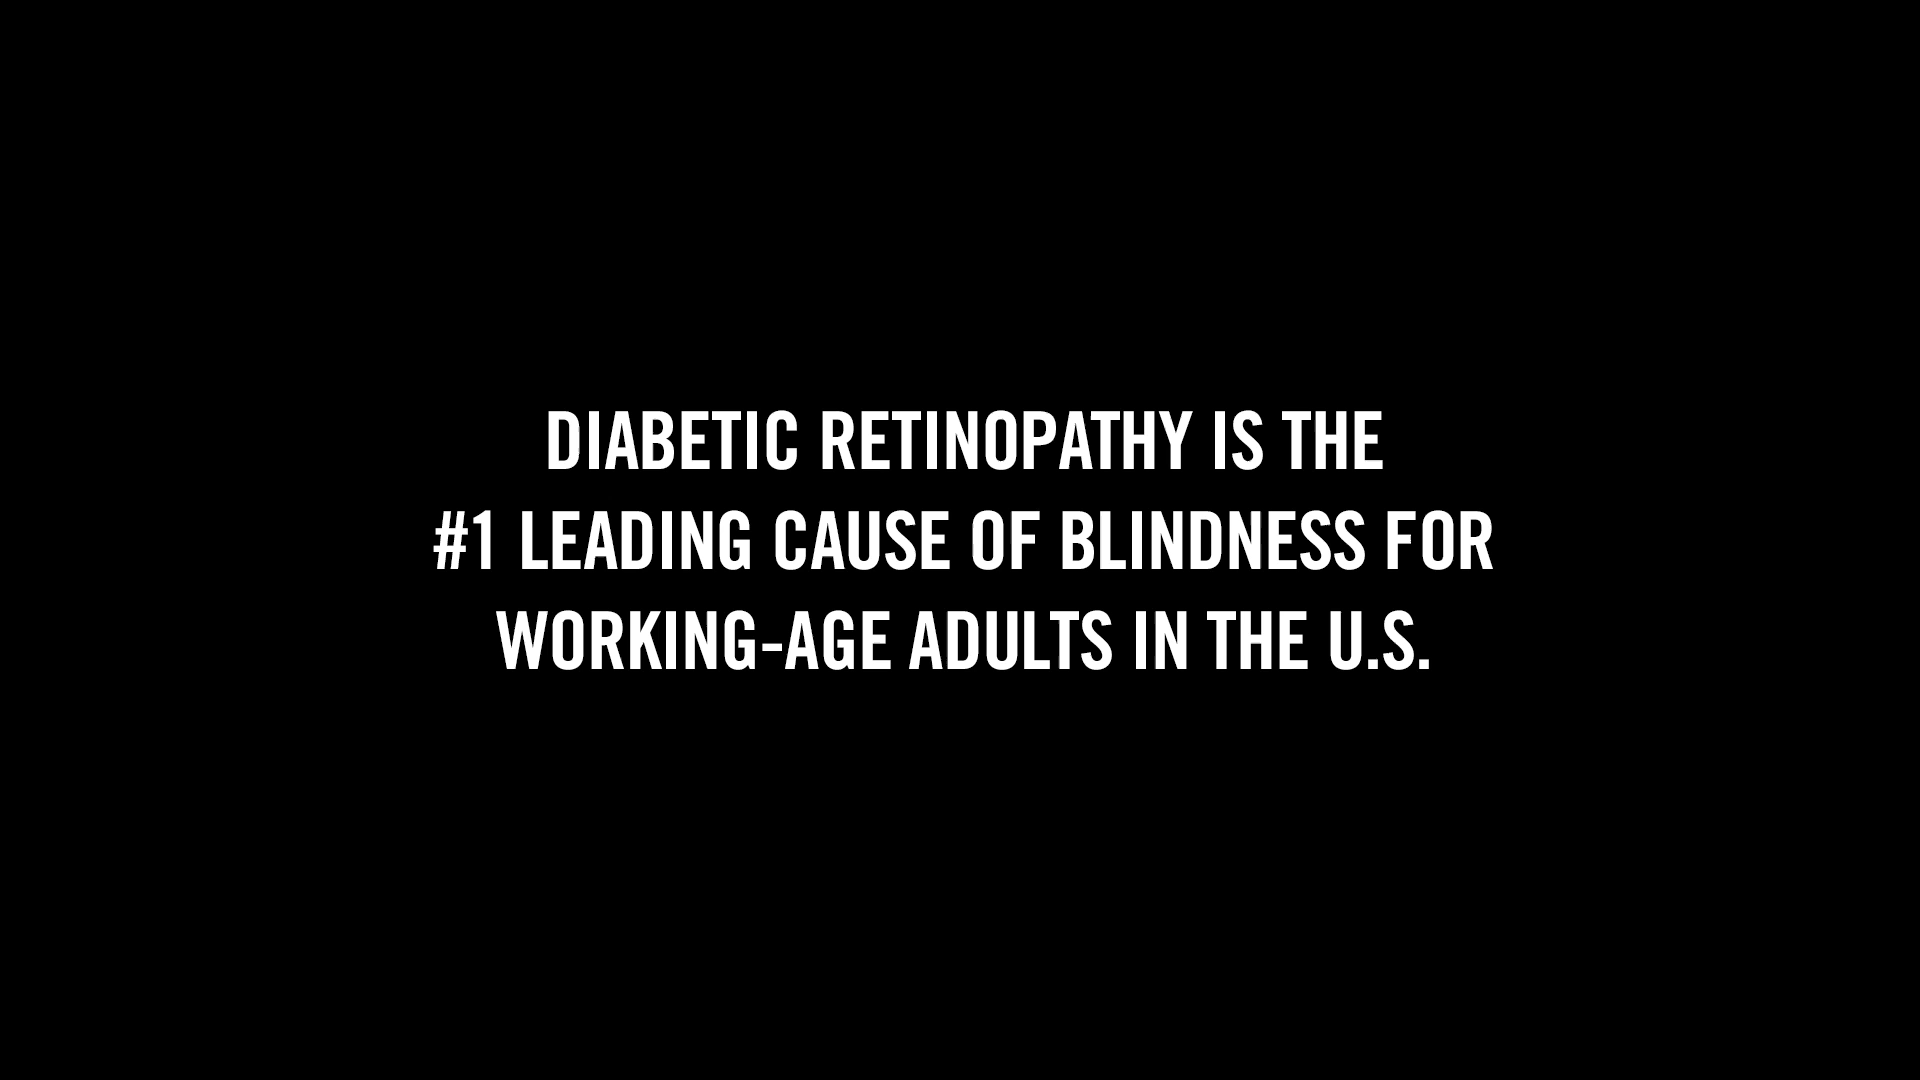 DIABETIC RETINOPATHY IS THE
#1 LEADING CAUSE OF BLINDNESS FOR
WORKING-AGE ADULTS IN THE U.S.